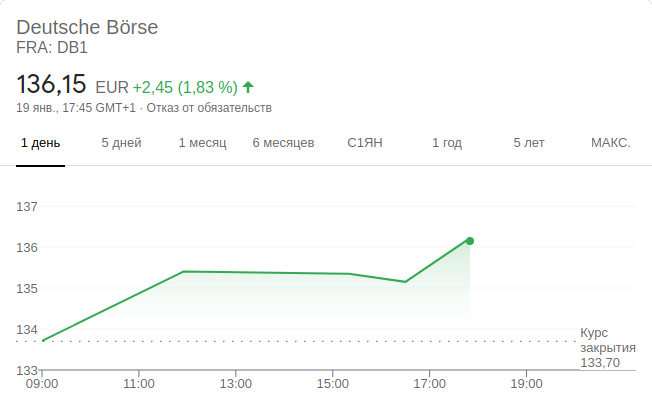 Deutsche Börse
FRA: DB1
136,15 EUR +2,45 (1,83 %)
19 янв., 17:45 GMT+1 · Отказ от обязательств
1 день 5 дней 1 месяц 6 месяцев С1ЯН 1 год 5 лет МАКС.
137
136
135
134
133
Курс
закрытия
133,70
09:00 11:00 13:00 15:00 17:00 19:00